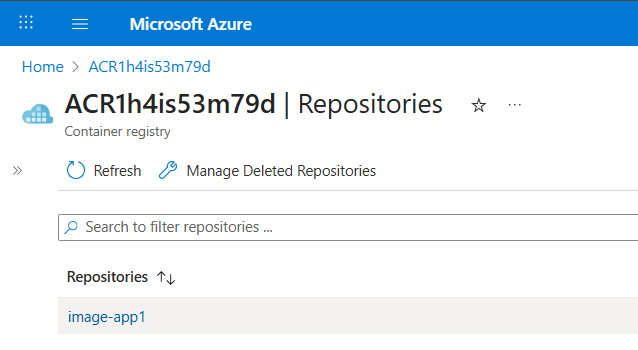 Microsoft Azure
Home > ACR1h4is53m79d
ACR1h4is53m79d | Repositories
Container registry
Refresh Manage Deleted Repositories
Search to filter repositories ...
Repositories
image-app1